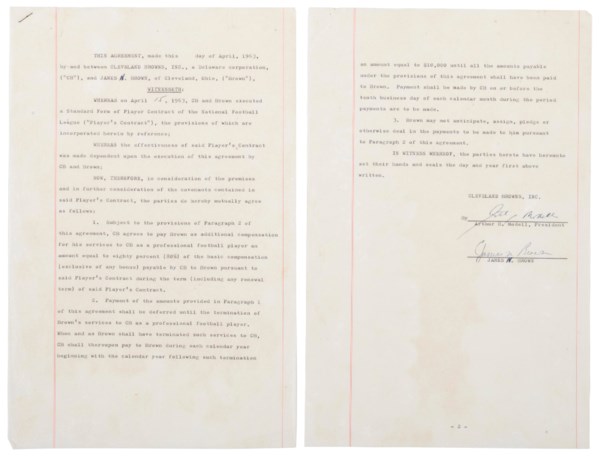 THIS AGREEMENT, made this day of April, 1963,
by and between CLEVELAND BROWNS, INC., a Delaware corporation,
("CB"), and JAMES N. BROWN, of Cleveland, Ohio, ("Brown"),
WITNESSETH:
WHEREAS on April 1963, CB and Brown executed
a Standard Form of Player Contract of the National Football
League ("Player's Contract"), the provisions of which are
incorporated herein by reference;
WHEREAS the effectiveness of said Player's Contract
was made dependent upon the execution of this agreement by
CB and Brown;
NOW, THEREFORE, in consideration of the premises
and in further consideration of the covenants contained in
said Player's Contract, the parties do hereby mutually agree
as follows:
1. Subject to the provisions of Paragraph 2 of
this agreement, CB agrees to pay Brown as additional compensation
for his services to CB as a professional football player an
amount equal to eighty percent (80%) of the basic compensation
(exclusive of any bonus) payable by CB to Brown pursuant to
said Player's Contract during the term (including any renewal
term) of said Player's Contract.
2. Payment of the amounts provided in Paragraph 1
of this agreement shall be deferred until the termination of
Brown's services to CB as a professional football player.
When and as Brown shall have terminated such services to CB,
CB shall thereupon pay to Brown during each calendar year
beginning with the calendar year following such termination
an amount equal to until all the amounts payable
under the provisions of this agreement shall have been paid
to Brown. Payment shall be made by CB on or before the
tenth business day of each calendar month during the period
payments are to be made.
3. Brown may not anticipate, assign, pledge or
otherwise deal in the payments to be made to him pursuant
to Paragraph 2 of this agreement.
IN WITNESS WHEREOF, the parties hereto have hereunto
set their hands and seals the day and year first above
written.
CLEVELAND BROWNS, INC.
By
Arthur B. Modell, President
James N. Brown
JAMES N. BROWN
- 2 -